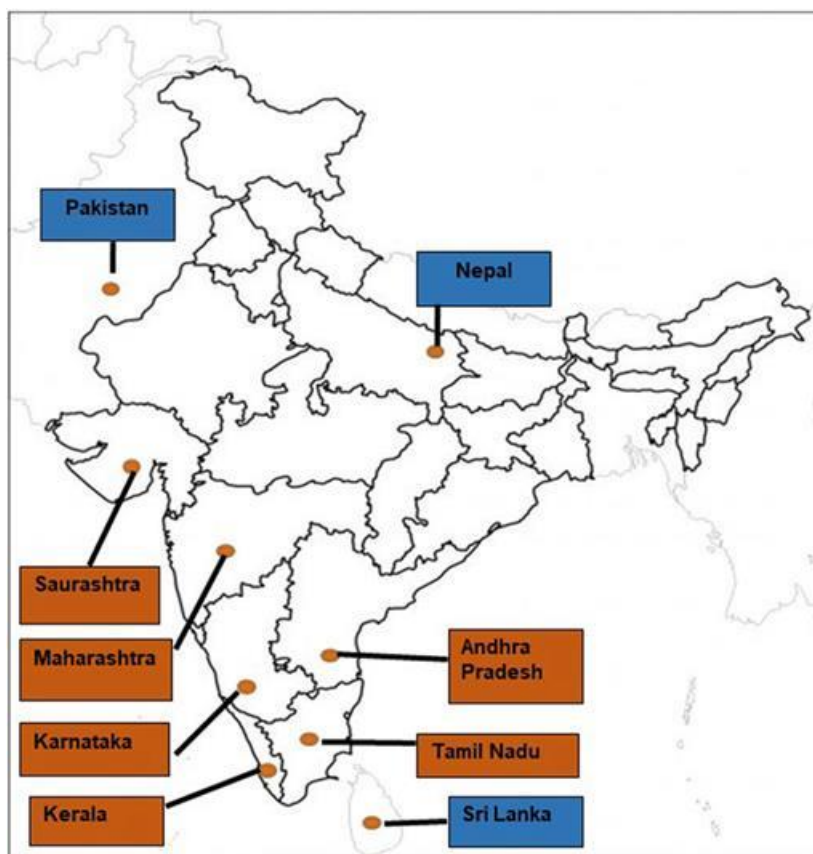 Pakistan
Nepal
Saurashtra
Maharashtra
Andhra
Pradesh
Karnataka
Tamil Nadu
Kerala
Sri Lanka